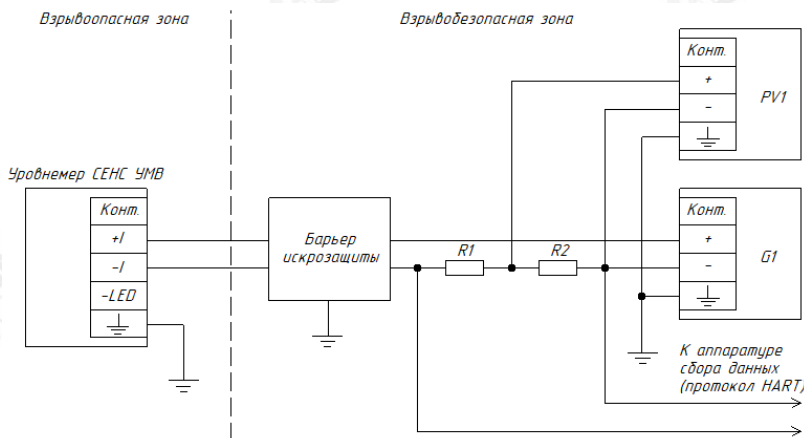 Взрывоопасная зона
Взрывобезопасная зона
Конт.
+
-
PV1
Уровнемер СЕНС УМВ
Конт.
+I
-I
-LED
Барьер
искрозащиты
R1
R2
Конт.
+
-
G1
К аппаратуре
сбора данных
(протокол HART)